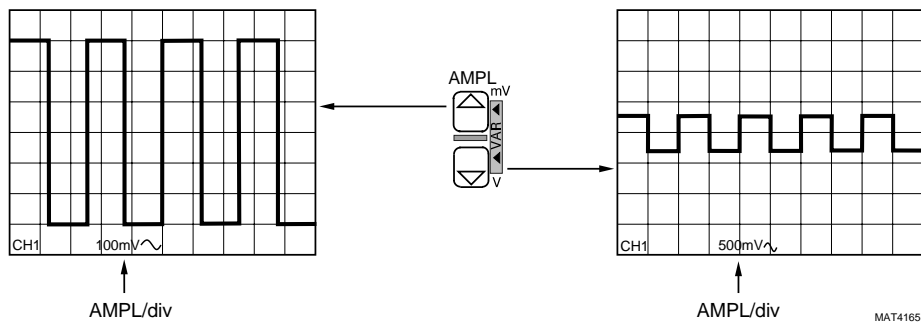 AMPL
mV
VAR
V
CH1 100mV
AMPL/div
CH1 500mV
AMPL/div
MAT4165